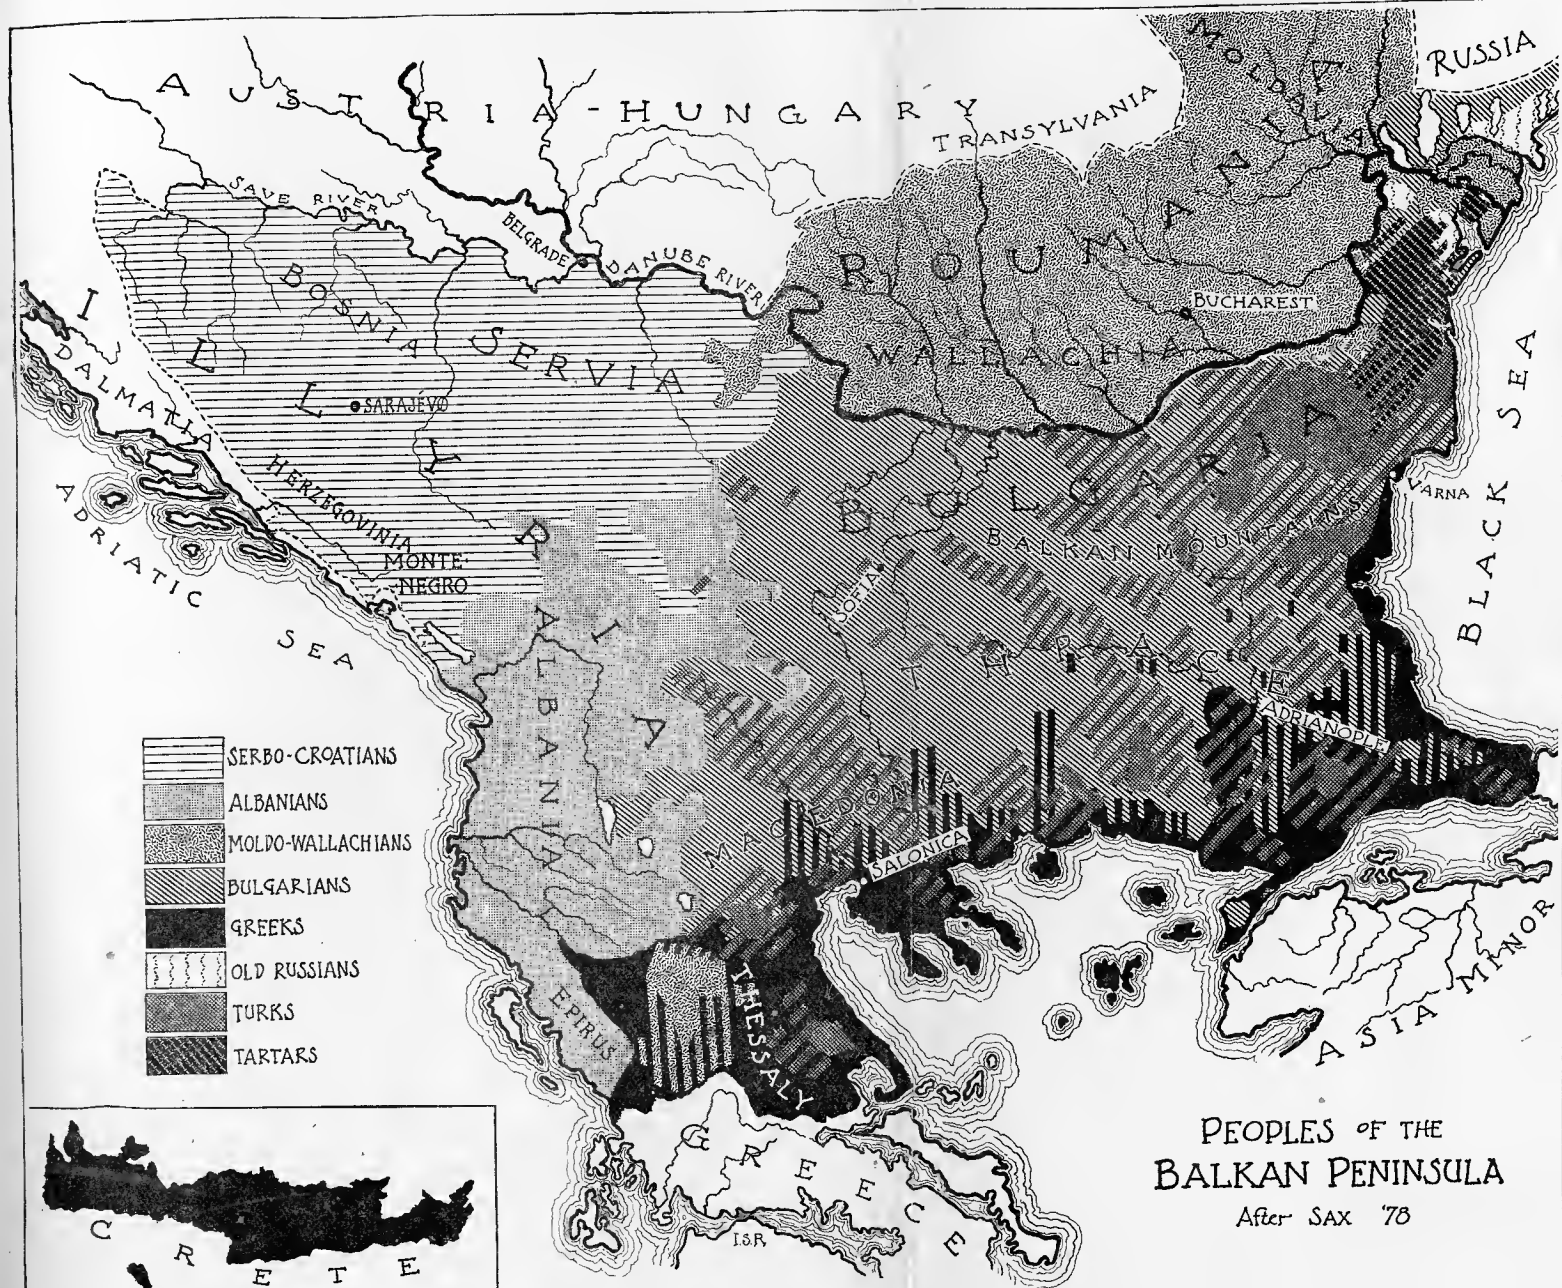 AUSTRIA-HUNGARY
RUSSIA
MOLDAVIA
TRANSYLVANIA
SAVE RIVER
BELGRADE
DANUBE RIVER
ROUMANIA
BUCHAREST
WALLACHIA
BOSNIA
SERVIA
ILLYRIA
SARAJEVO
DALMATIA
HERZEGOVINIA
MONTE-
NEGRO
ADRIATIC
SEA
BULGARIA
BALKAN MOUNTAINS
VARNA
BLACK SEA
SOFIA
THRACE
ADRIANOPLE
ALBANIA
MACEDONIA
SALONICA
EPIRUS
THESSALY
GREECE
I.S.R.
ASIA MINOR
SERBO-CROATIANS
ALBANIANS
MOLDO-WALLACHIANS
BULGARIANS
GREEKS
OLD RUSSIANS
TURKS
TARTARS
CRETE
PEOPLES OF THE
BALKAN PENINSULA
After SAX '78